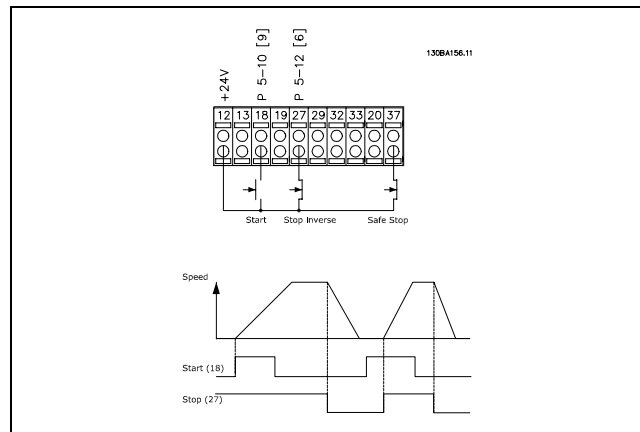 130BA156.11
+24V
P 5-10 [9]
P 5-12 [6]
12 13 18 19 27 29 32 33 20 37
Start
Stop Inverse
Safe Stop
Speed
Start (18)
Stop (27)